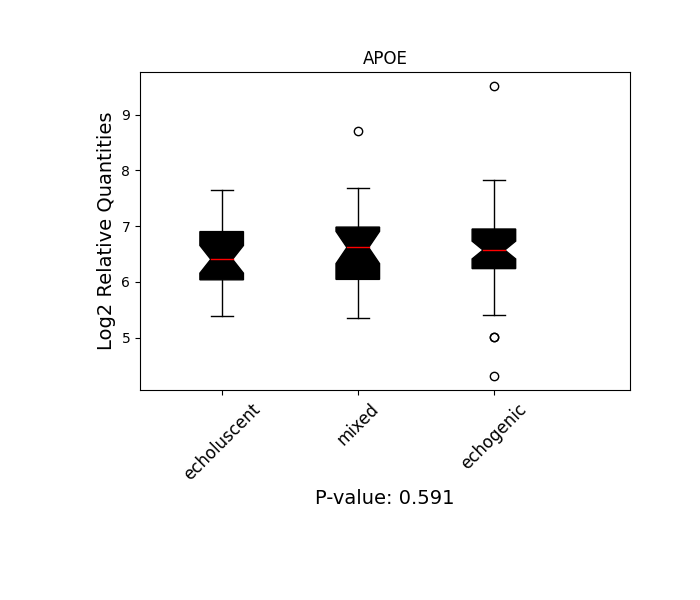 APOE
Log2 Relative Quantities
9
8
7
6
5
echoluscent
mixed
echogenic
P-value: 0.591